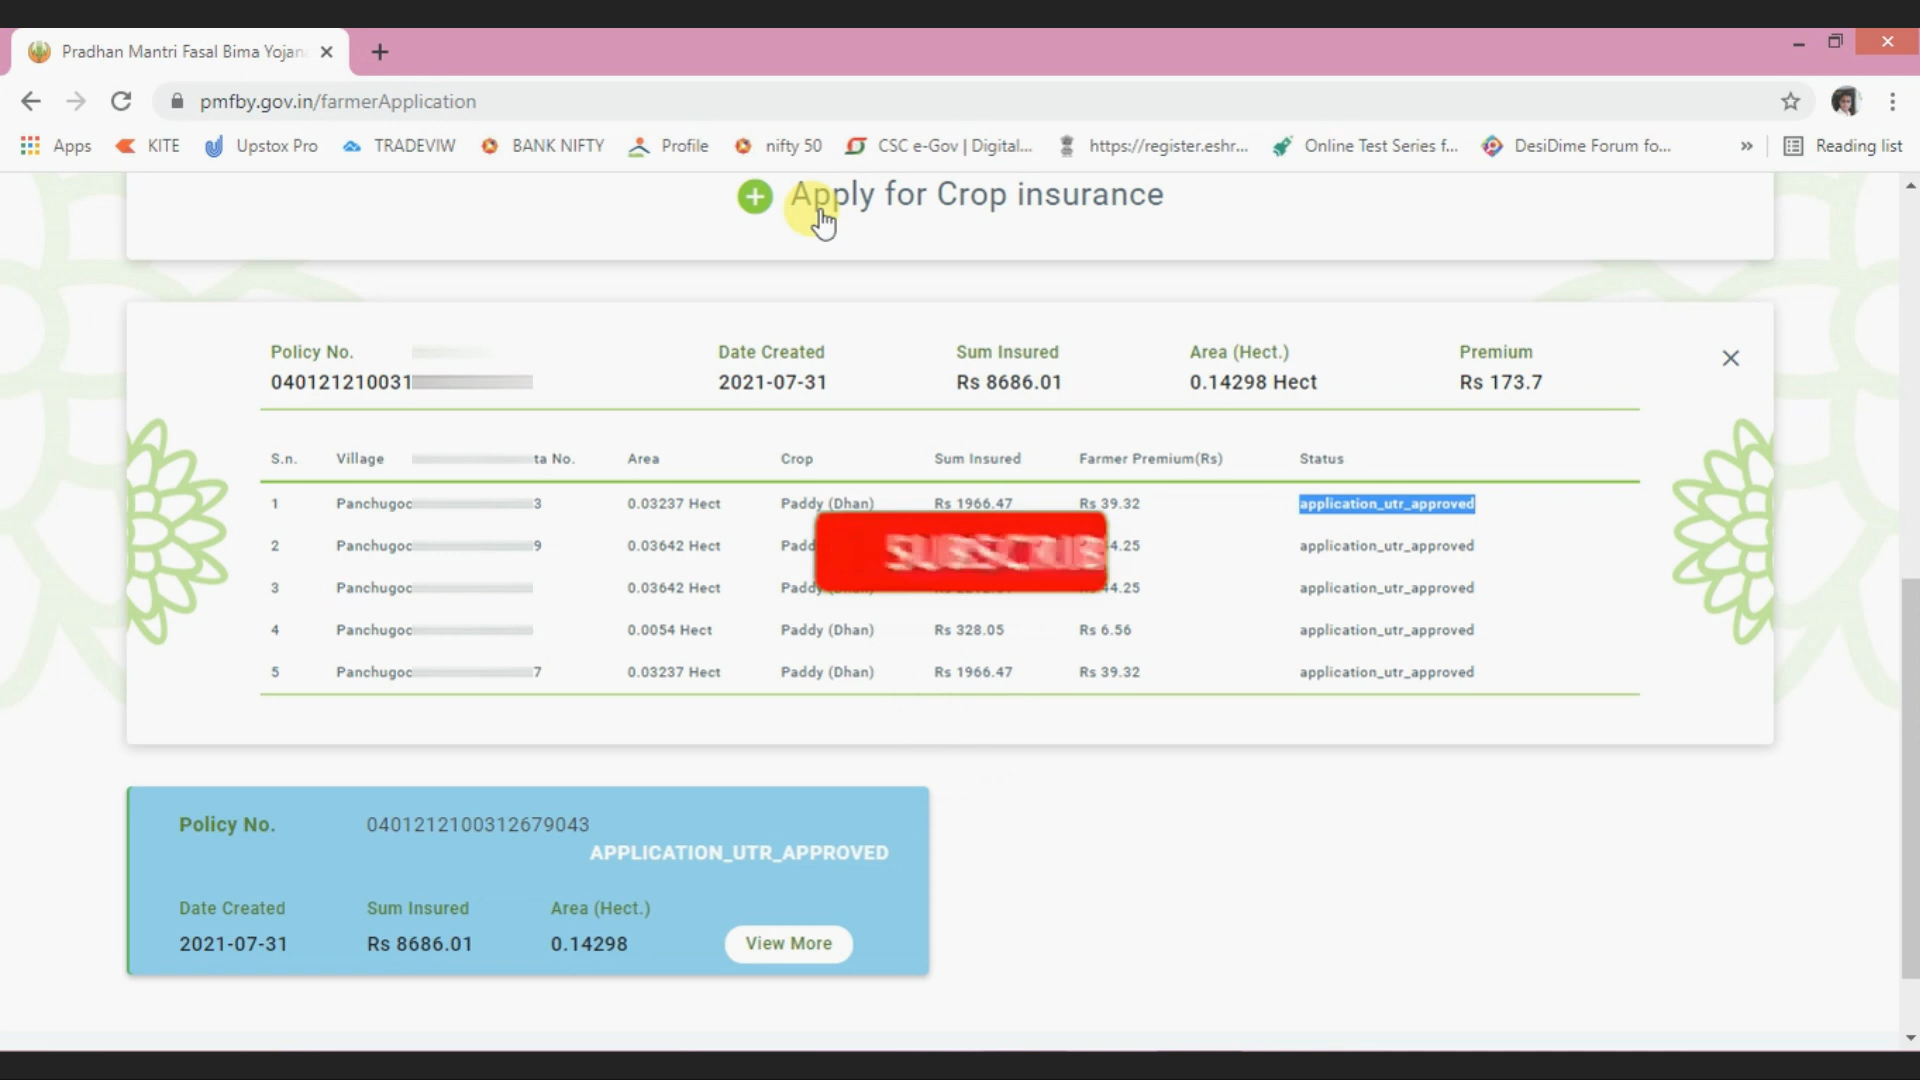 Pradhan Mantri Fasal Bima Yojan
pmfby.gov.in/farmerApplication
Apps KITE Upstox Pro TRADEVIW BANK NIFTY Profile nifty 50 CSC e-Gov | Digital... https://register.eshr... Online Test Series f... DesiDime Forum fo... » Reading list
Apply for Crop insurance
Policy No. Date Created Sum Insured Area (Hect.) Premium
040121210031 2021-07-31 Rs 8686.01 0.14298 Hect Rs 173.7
S.n. Village ta No. Area Crop Sum Insured Farmer Premium(Rs) Status
1 Panchugoc 3 0.03237 Hect Paddy (Dhan) Rs 1966.47 Rs 39.32 application_utr_approved
2 Panchugoc 9 0.03642 Hect Padd 4.25 application_utr_approved
SUBSCRIB
3 Panchugoc 0.03642 Hect Paddy 44.25 application_utr_approved
4 Panchugoc 0.0054 Hect Paddy (Dhan) Rs 328.05 Rs 6.56 application_utr_approved
5 Panchugoc 7 0.03237 Hect Paddy (Dhan) Rs 1966.47 Rs 39.32 application_utr_approved
Policy No. 0401212100312679043
APPLICATION_UTR_APPROVED
Date Created Sum Insured Area (Hect.)
2021-07-31 Rs 8686.01 0.14298 View More